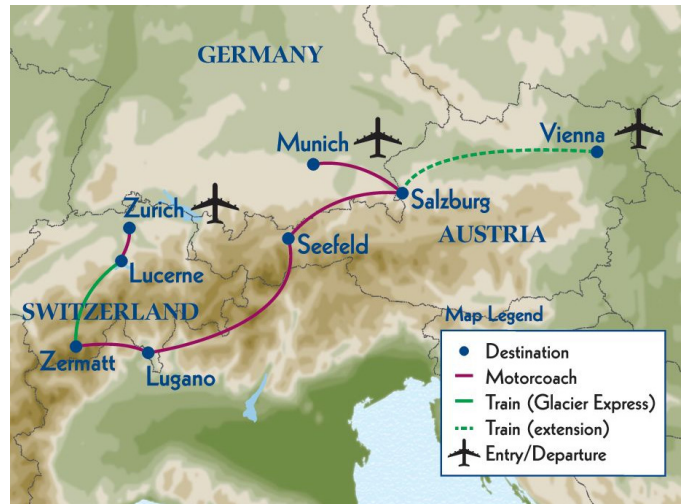 GERMANY
Munich
Vienna
Zurich
Salzburg
Seefeld
AUSTRIA
Lucerne
SWITZERLAND
Zermatt
Lugano
Map Legend
Destination
Motorcoach
Train (Glacier Express)
Train (extension)
Entry/Departure